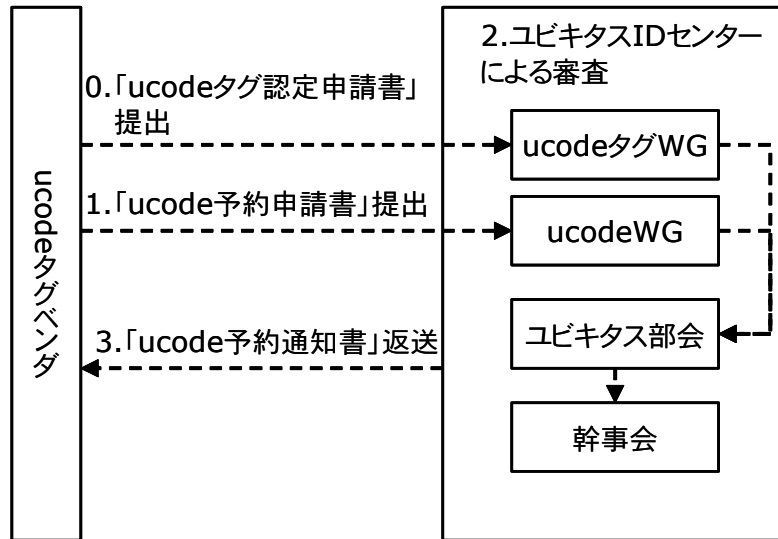 ucodeタグベンダ
0.「ucodeタグ認定申請書」
提出
1.「ucode予約申請書」提出
3.「ucode予約通知書」返送
2.ユビキタスIDセンター
による審査
ucodeタグWG
ucodeWG
ユビキタス部会
幹事会